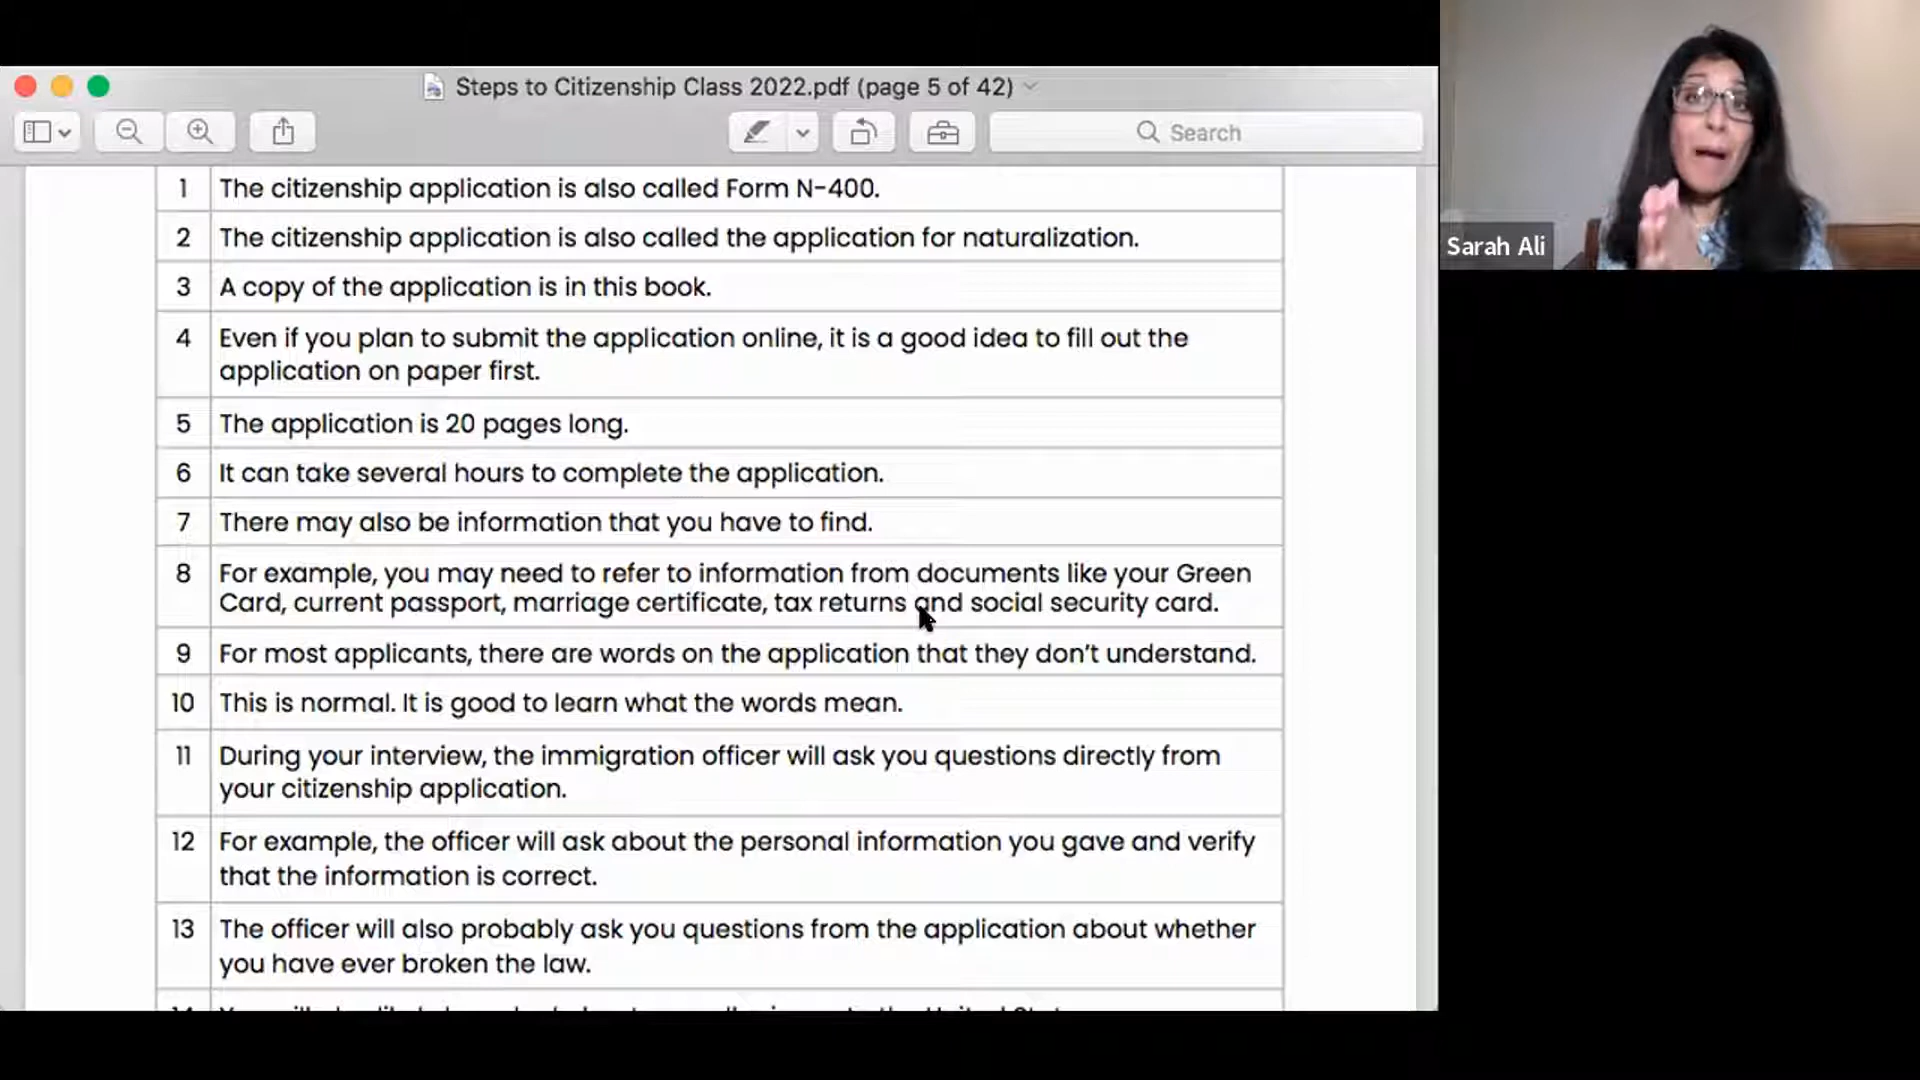 Steps to Citizenship Class 2022.pdf (page 5 of 42)
Search
1 The citizenship application is also called Form N-400.
2 The citizenship application is also called the application for naturalization.
3 A copy of the application is in this book.
4 Even if you plan to submit the application online, it is a good idea to fill out the
application on paper first.
5 The application is 20 pages long.
6 It can take several hours to complete the application.
7 There may also be information that you have to find.
8 For example, you may need to refer to information from documents like your Green
Card, current passport, marriage certificate, tax returns and social security card.
9 For most applicants, there are words on the application that they don't understand.
10 This is normal. It is good to learn what the words mean.
11 During your interview, the immigration officer will ask you questions directly from
your citizenship application.
12 For example, the officer will ask about the personal information you gave and verify
that the information is correct.
13 The officer will also probably ask you questions from the application about whether
you have ever broken the law.
Sarah Ali